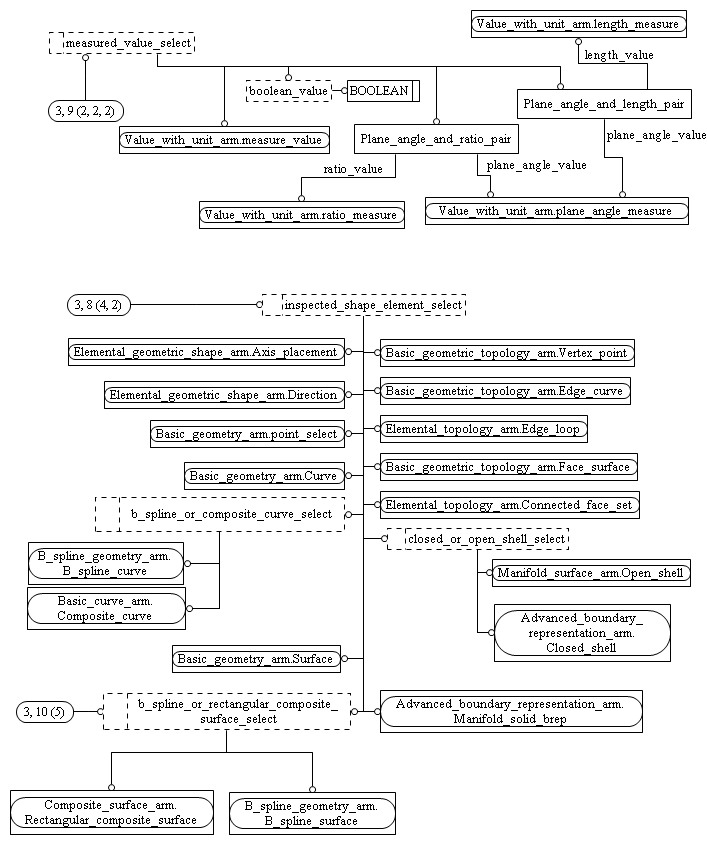 Value_with_unit_arm.length_measure
measured_value_select
length_value
boolean_value
BOOLEAN
3, 9 (2, 2, 2)
Plane_angle_and_length_pair
Value_with_unit_arm.measure_value
Plane_angle_and_ratio_pair
plane_angle_value
ratio_value
plane_angle_value
Value_with_unit_arm.ratio_measure
Value_with_unit_arm.plane_angle_measure
3, 8 (4, 2)
inspected_shape_element_select
Elemental_geometric_shape_arm.Axis_placement
Basic_geometric_topology_arm.Vertex_point
Elemental_geometric_shape_arm.Direction
Basic_geometric_topology_arm.Edge_curve
Basic_geometry_arm.point_select
Elemental_topology_arm.Edge_loop
Basic_geometry_arm.Curve
Basic_geometric_topology_arm.Face_surface
b_spline_or_composite_curve_select
Elemental_topology_arm.Connected_face_set
closed_or_open_shell_select
B_spline_geometry_arm.
B_spline_curve
Manifold_surface_arm.Open_shell
Basic_curve_arm.
Composite_curve
Advanced_boundary_
representation_arm.
Closed_shell
Basic_geometry_arm.Surface
3, 10 (5)
b_spline_or_rectangular_composite_
surface_select
Advanced_boundary_representation_arm.
Manifold_solid_brep
Composite_surface_arm.
Rectangular_composite_surface
B_spline_geometry_arm.
B_spline_surface